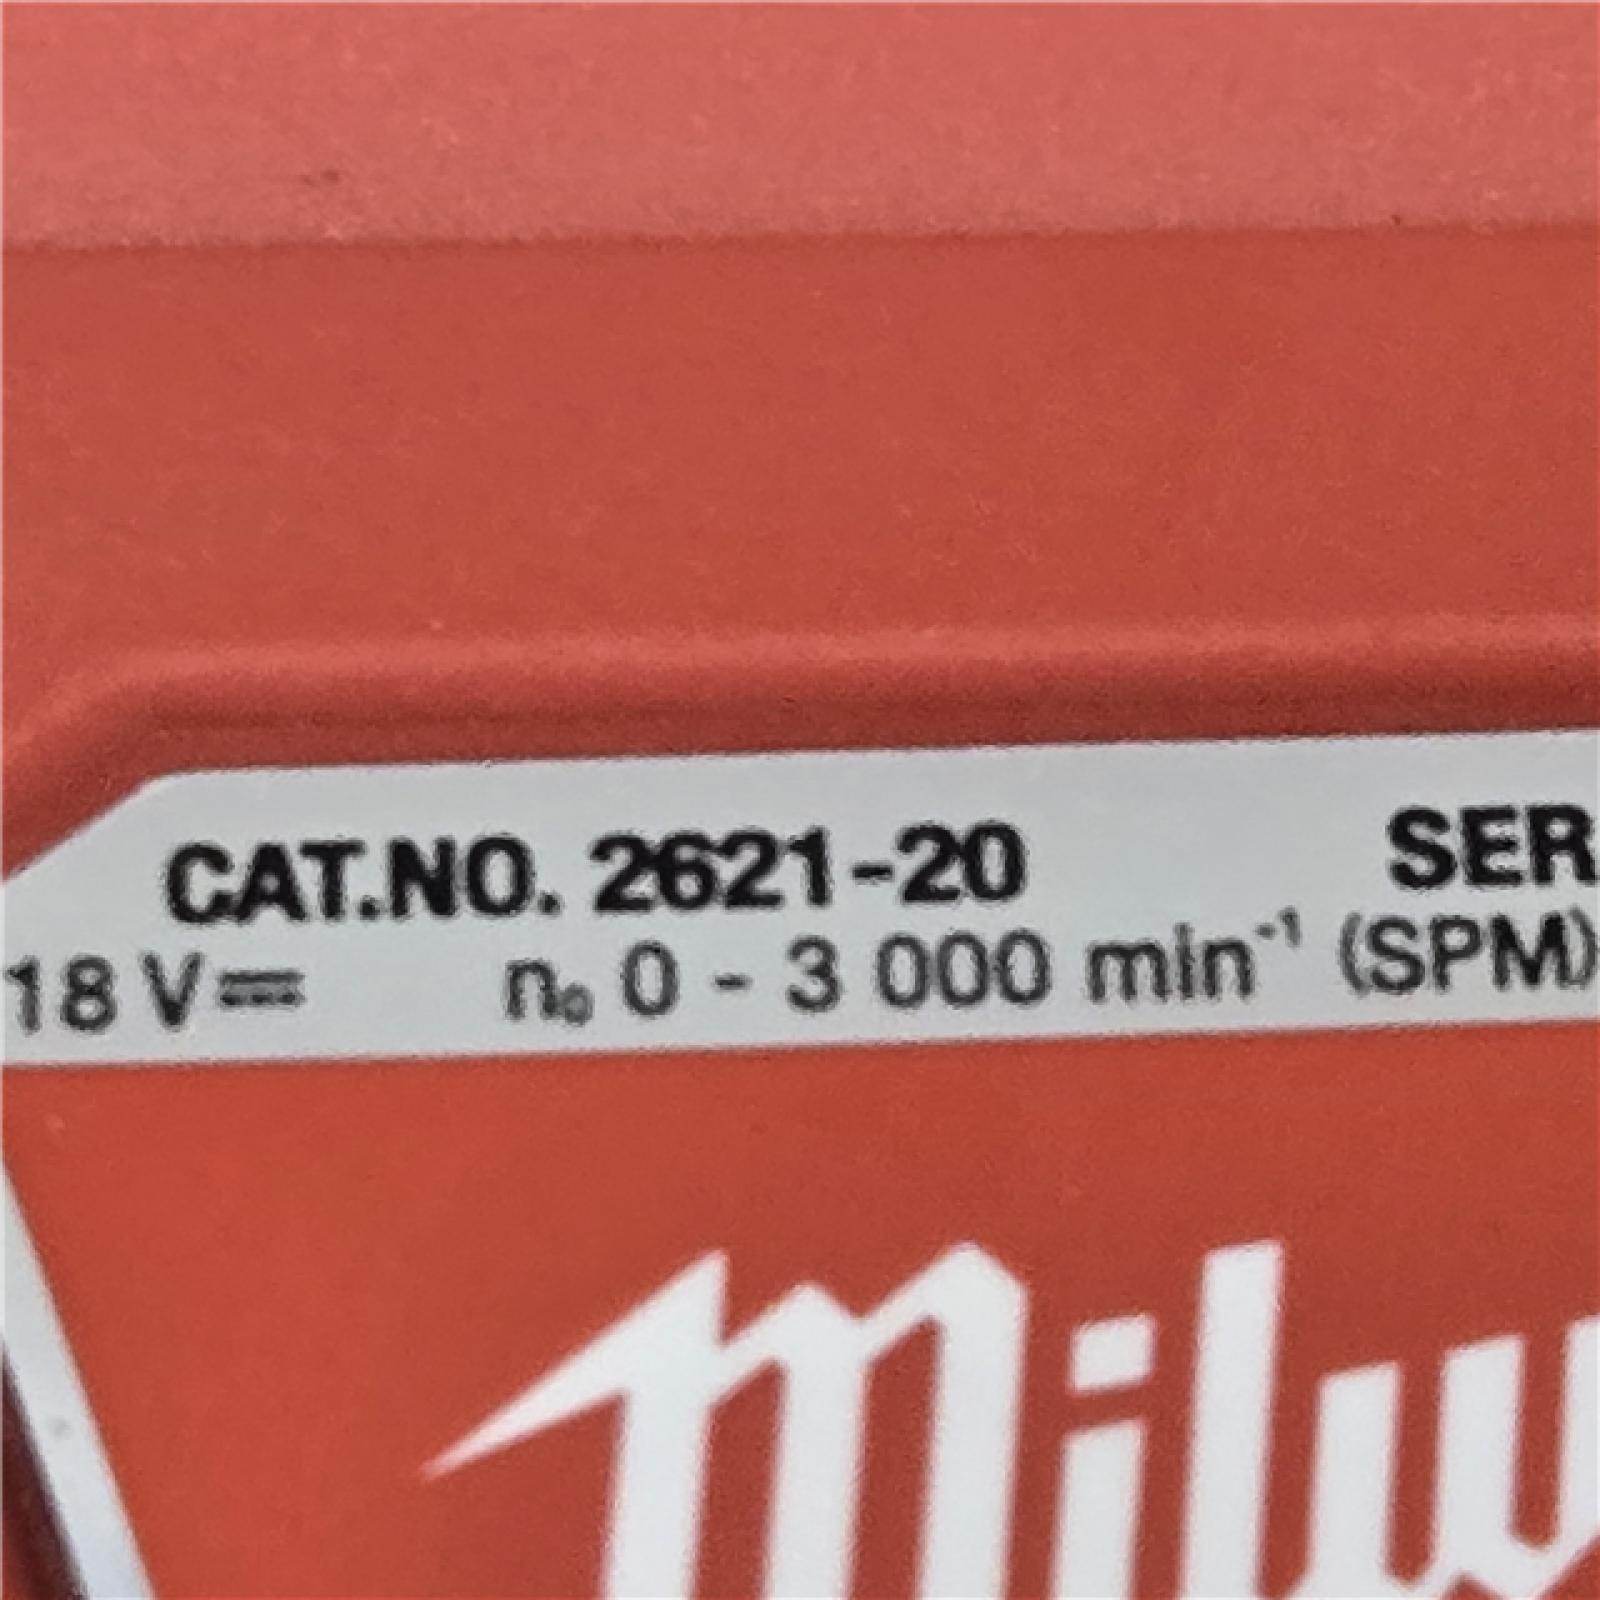 CAT.NO. 2621-20 SER
18 V⎓ n₀ 0 - 3 000 min⁻¹ (SPM)
Milw